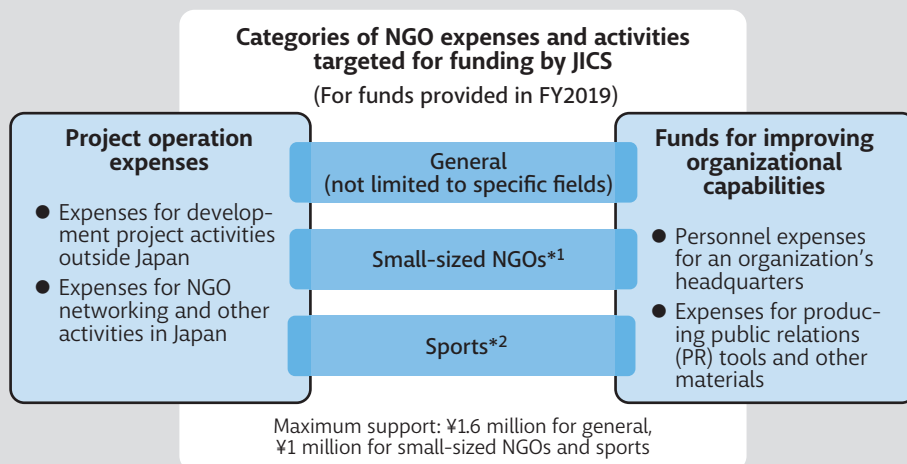 Categories of NGO expenses and activities
targeted for funding by JICS
(For funds provided in FY2019)
Project operation
expenses
● Expenses for develop-
ment project activities
outside Japan
● Expenses for NGO
networking and other
activities in Japan
General
(not limited to specific fields)
Small-sized NGOs*1
Sports*2
Funds for improving
organizational
capabilities
● Personnel expenses
for an organization's
headquarters
● Expenses for produc-
ing public relations
(PR) tools and other
materials
Maximum support: ¥1.6 million for general,
¥1 million for small-sized NGOs and sports